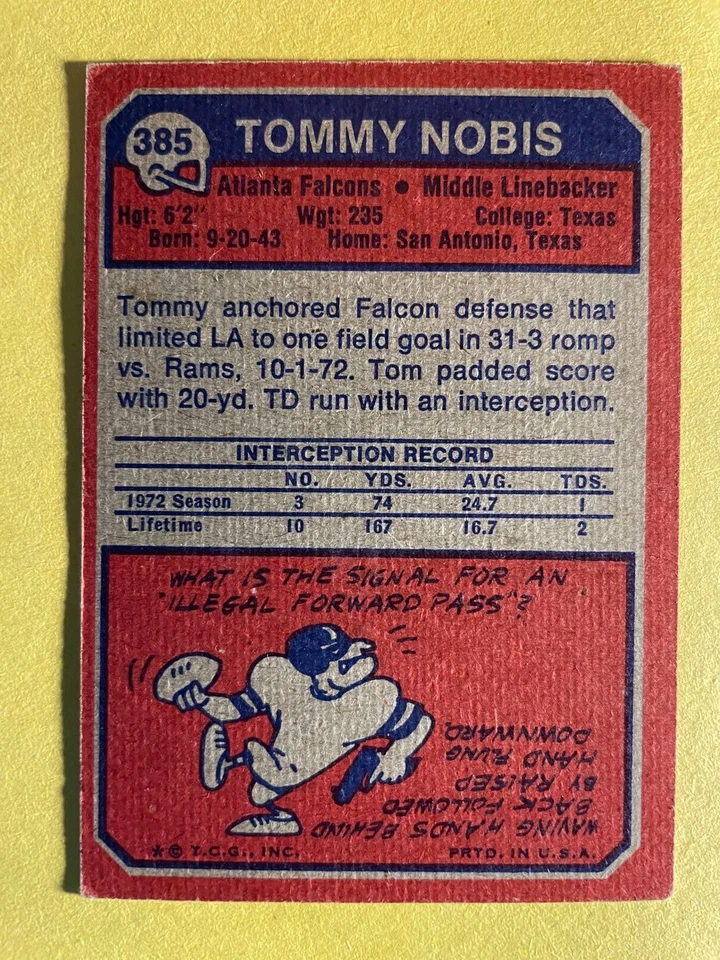 385 TOMMY NOBIS
Atlanta Falcons • Middle Linebacker
Hgt: 6'2" Wgt: 235 College: Texas
Born: 9-20-43 Home: San Antonio, Texas
Tommy anchored Falcon defense that
limited LA to one field goal in 31-3 romp
vs. Rams, 10-1-72. Tom padded score
with 20-yd. TD run with an interception.
INTERCEPTION RECORD
NO. YDS. AVG. TDS.
1972 Season 3 74 24.7 1
Lifetime 10 167 16.7 2
WHAT IS THE SIGNAL FOR AN
"ILLEGAL FORWARD PASS"?
WAVING HANDS BEHIND
BACK FOLLOWED
BY RAISED
HAND FLUNG
DOWNWARD.
* © T.C.G., INC. PRTD. IN U.S.A.